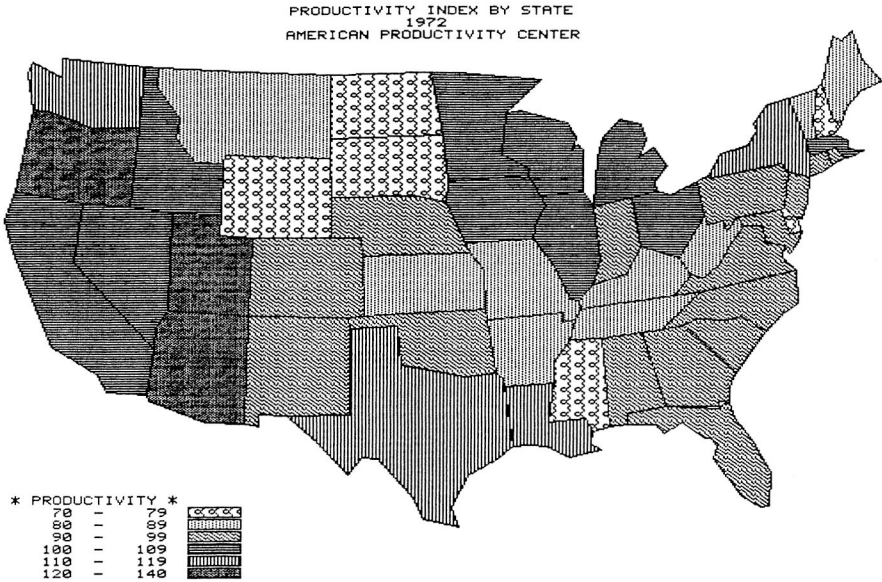 PRODUCTIVITY INDEX BY STATE
1972
AMERICAN PRODUCTIVITY CENTER
* PRODUCTIVITY *
70 - 79
80 - 89
90 - 99
100 - 109
110 - 119
120 - 140